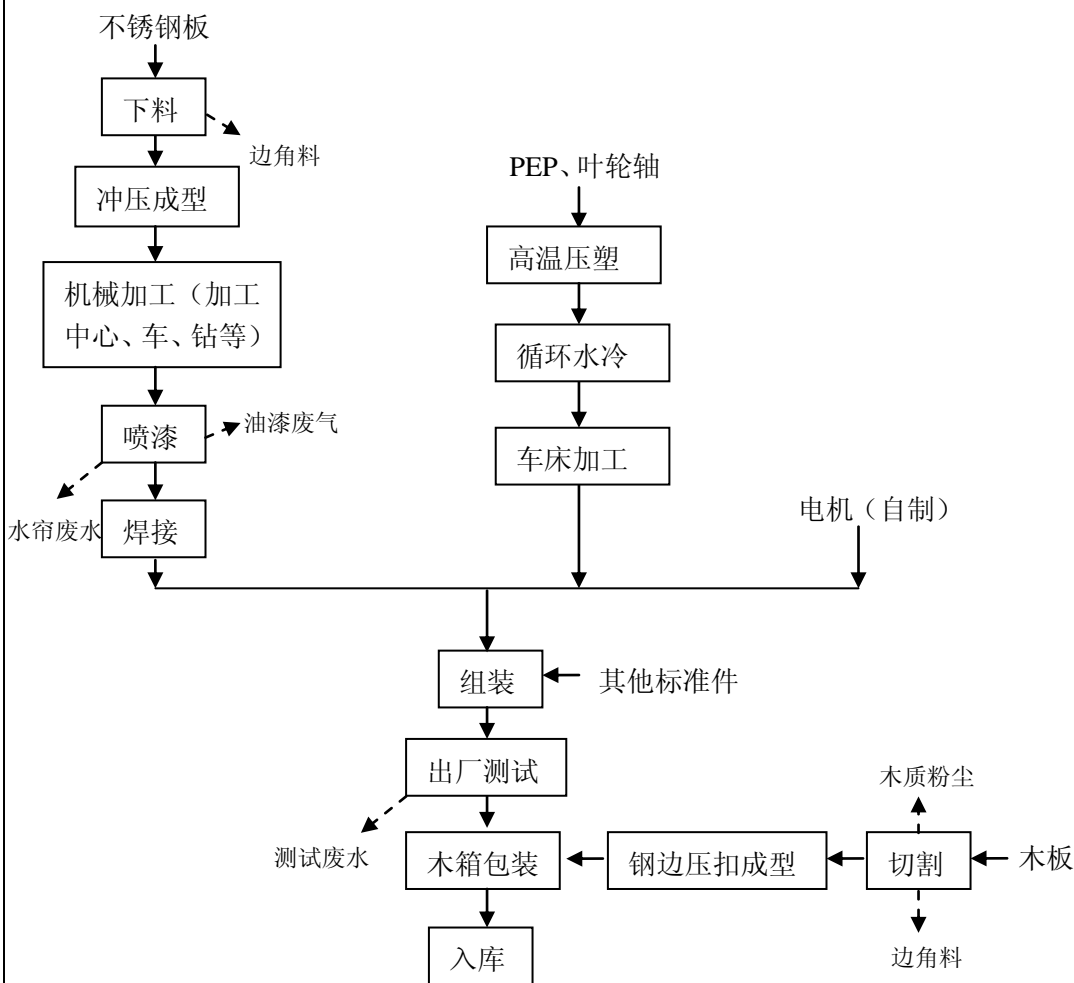 不锈钢板
下料
边角料
冲压成型
机械加工（加工
中心、车、钻等）
喷漆
油漆废气
水帘废水
焊接
PEP、叶轮轴
高温压塑
循环水冷
车床加工
电机（自制）
组装
其他标准件
出厂测试
测试废水
木箱包装
钢边压扣成型
切割
木板
木质粉尘
边角料
入库